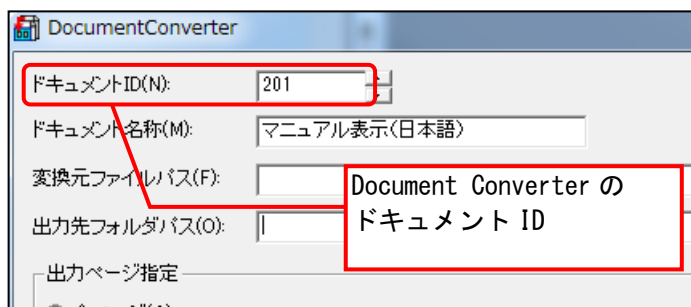 DocumentConverter
ドキュメントID(N):
201
ドキュメント名称(M):
マニュアル表示(日本語)
変換元ファイルパス(F):
出力先フォルダパス(O):
Document Converter の
ドキュメント ID
出力ページ指定